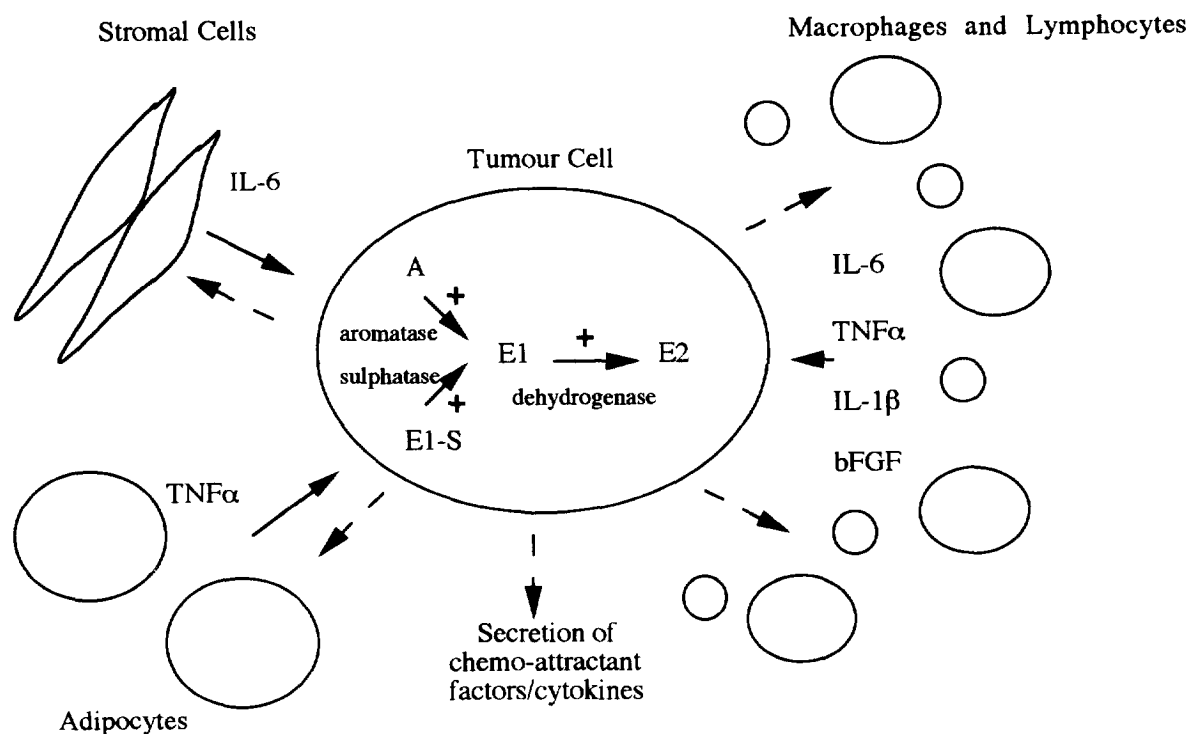 Stromal Cells
Macrophages and Lymphocytes
Tumour Cell
IL-6
A
+
aromatase
sulphatase
E1
+
E2
dehydrogenase
+
E1-S
IL-6
TNFα
IL-1β
bFGF
TNFα
Adipocytes
Secretion of
chemo-attractant
factors/cytokines